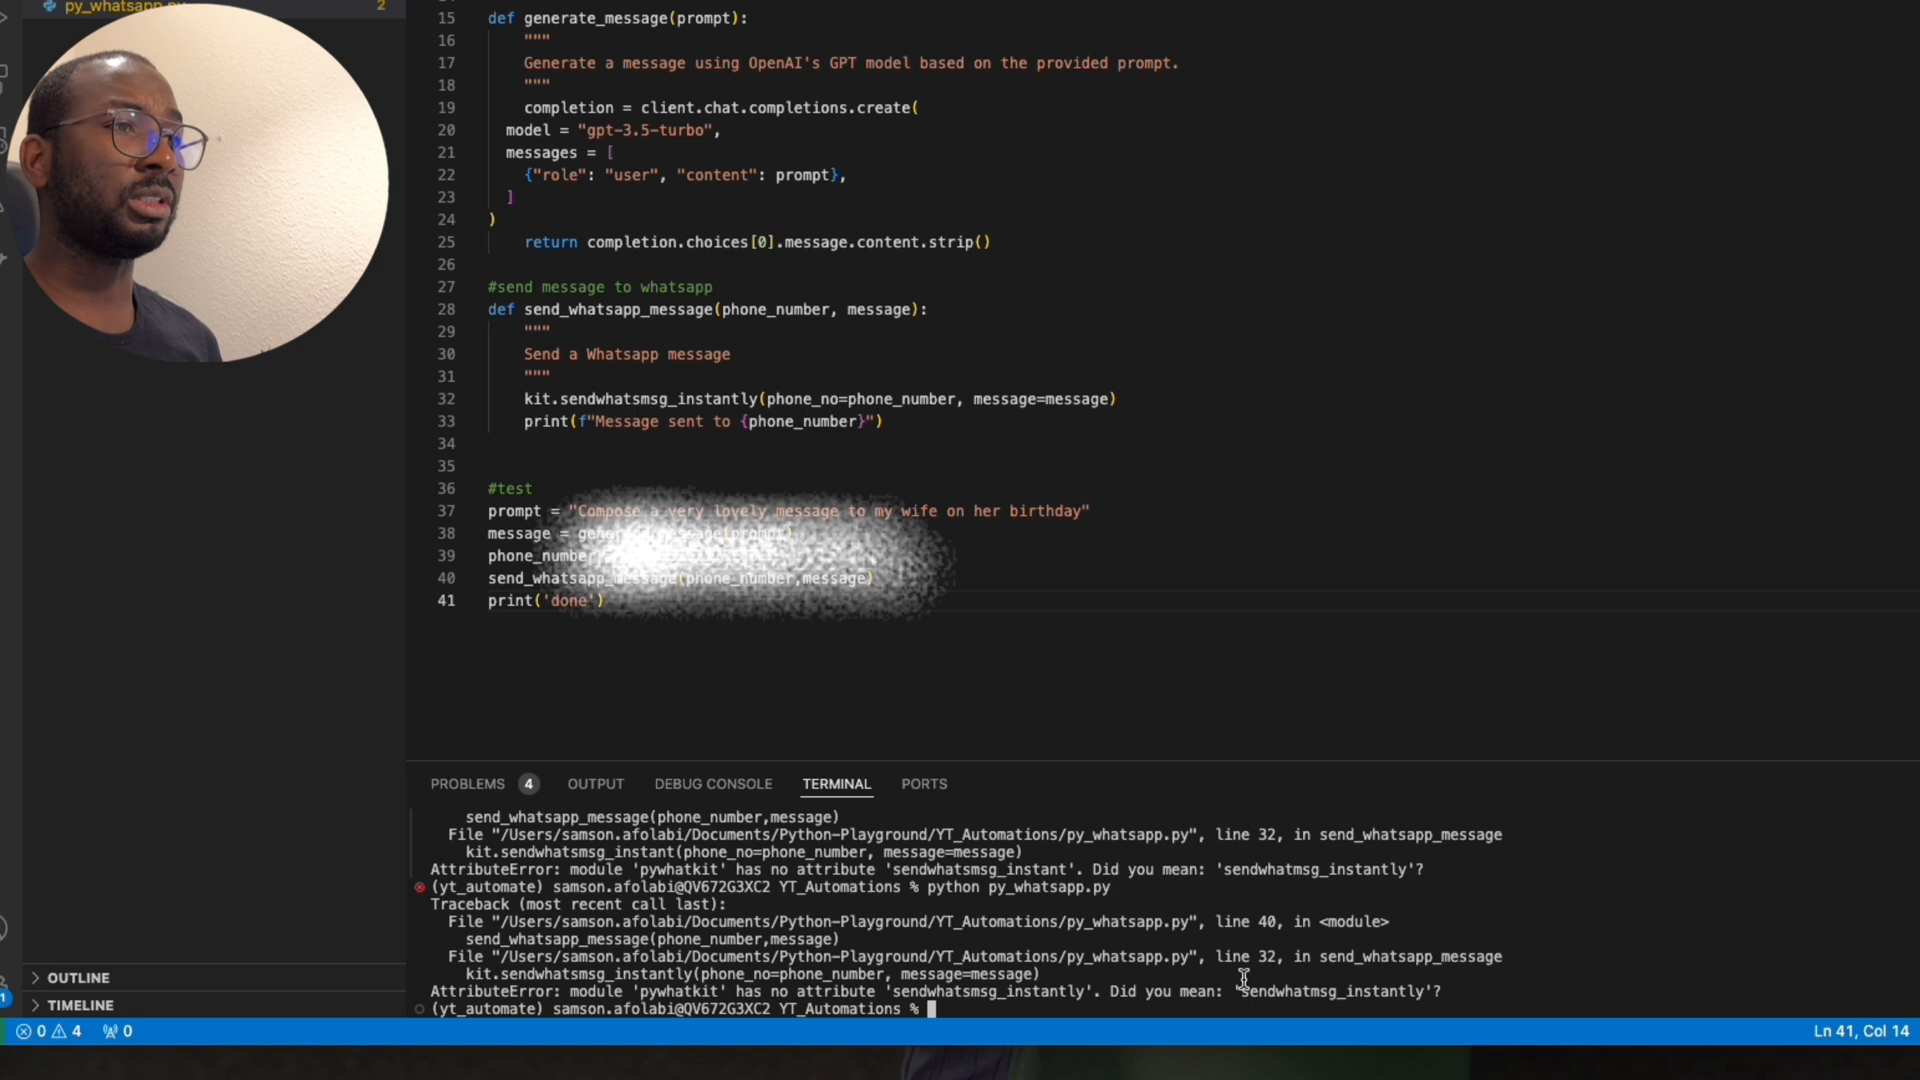 py_whatsapp.py
2
15 def generate_message(prompt):
16 """
17 Generate a message using OpenAI's GPT model based on the provided prompt.
18 """
19 completion = client.chat.completions.create(
20 model = "gpt-3.5-turbo",
21 messages = [
22 {"role": "user", "content": prompt},
23 ]
24 )
25 return completion.choices[0].message.content.strip()
26
27 #send message to whatsapp
28 def send_whatsapp_message(phone_number, message):
29 """
30 Send a Whatsapp message
31 """
32 kit.sendwhatsmsg_instantly(phone_no=phone_number, message=message)
33 print(f"Message sent to {phone_number}")
34
35
36 #test
37 prompt = "Compose a very lovely message to my wife on her birthday"
38 message = generate_message(prompt)
39 phone_number
40 send_whatsapp_message(phone_number,message)
41 print('done')
PROBLEMS 4 OUTPUT DEBUG CONSOLE TERMINAL PORTS
send_whatsapp_message(phone_number,message)
File "/Users/samson.afolabi/Documents/Python-Playground/YT_Automations/py_whatsapp.py", line 32, in send_whatsapp_message
kit.sendwhatsmsg_instant(phone_no=phone_number, message=message)
AttributeError: module 'pywhatkit' has no attribute 'sendwhatsmsg_instant'. Did you mean: 'sendwhatmsg_instantly'?
(yt_automate) samson.afolabi@QV672G3XC2 YT_Automations % python py_whatsapp.py
Traceback (most recent call last):
File "/Users/samson.afolabi/Documents/Python-Playground/YT_Automations/py_whatsapp.py", line 40, in <module>
send_whatsapp_message(phone_number,message)
File "/Users/samson.afolabi/Documents/Python-Playground/YT_Automations/py_whatsapp.py", line 32, in send_whatsapp_message
kit.sendwhatsmsg_instantly(phone_no=phone_number, message=message)
AttributeError: module 'pywhatkit' has no attribute 'sendwhatsmsg_instantly'. Did you mean: 'sendwhatmsg_instantly'?
(yt_automate) samson.afolabi@QV672G3XC2 YT_Automations %
OUTLINE
TIMELINE
1
0 4 0
Ln 41, Col 14